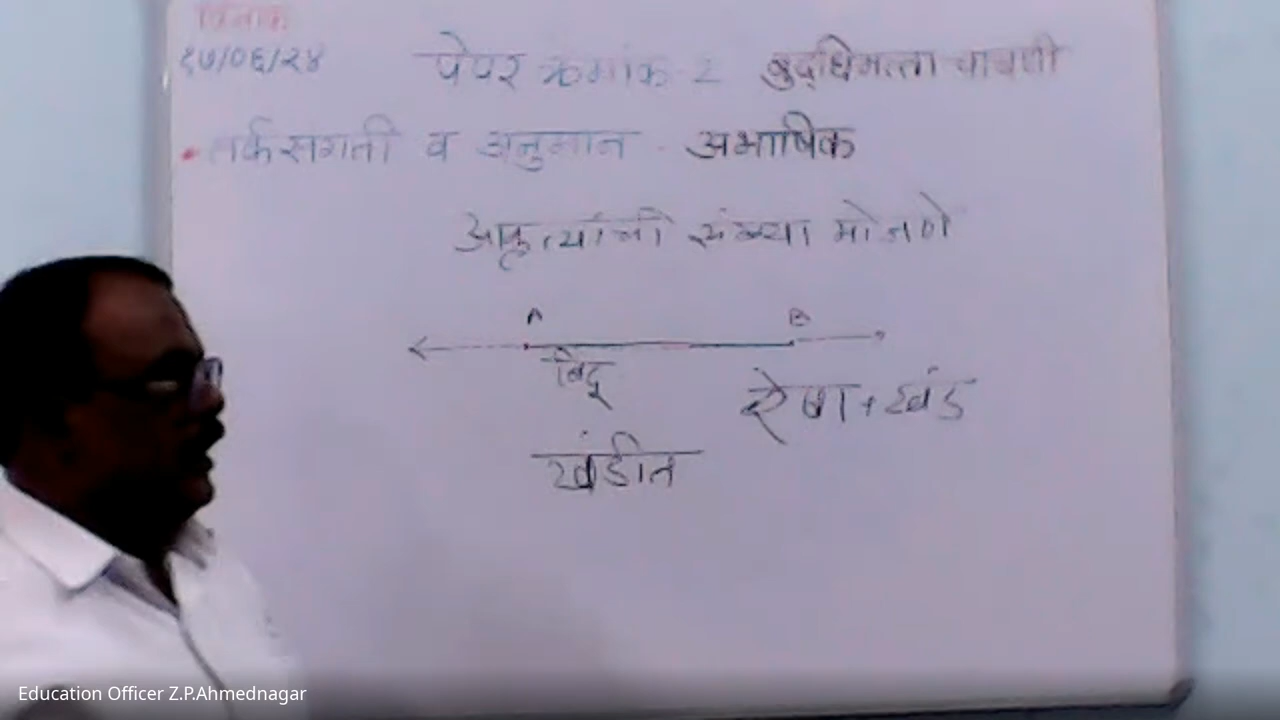 दिनांक
१७/०६/२४
पेपर क्रमांक - 2 बुद्धिमत्ता चाचणी
• तर्कसंगती व अनुमान - अभाषिक
आकृत्यांची संख्या मोजणे
A B
बिंदू
रेषा + खंड
खंडीत
Education Officer Z.P.Ahmednagar